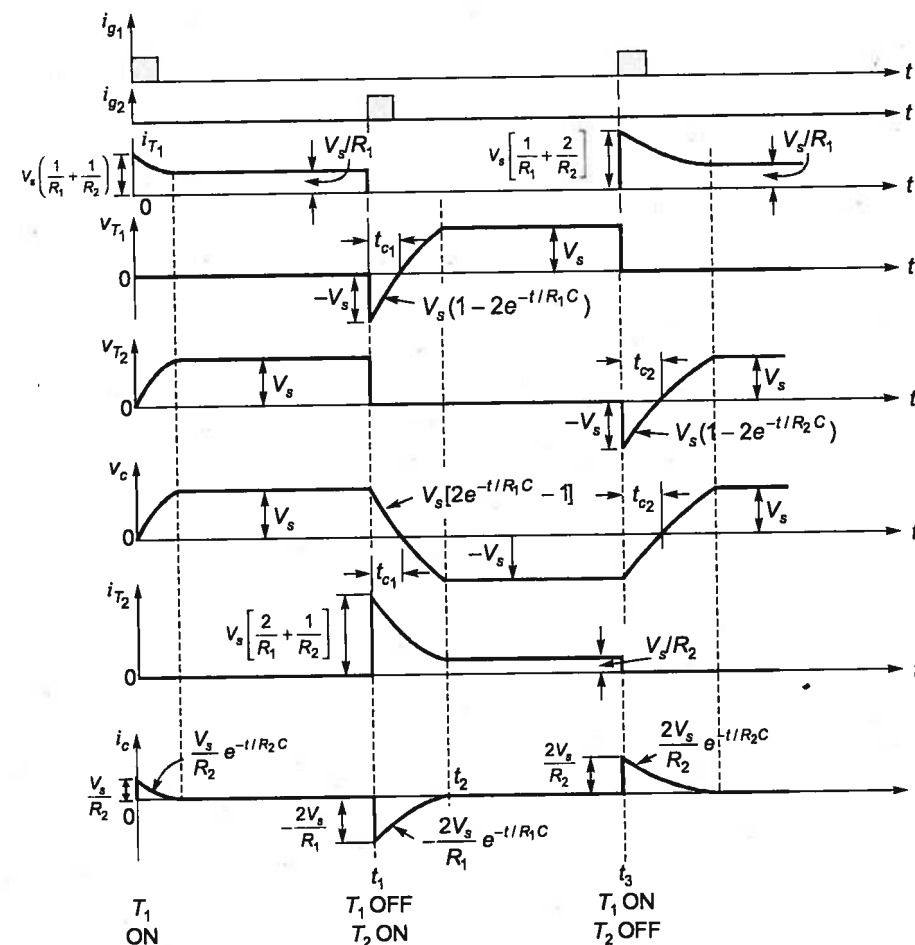 i_g1
t
i_g2
t
i_T1
V_s(1/R_1 + 1/R_2)
V_s/R_1
V_s[1/R_1 + 2/R_2]
V_s/R_1
0
t
v_T1
t_c1
V_s
0
t
-V_s
V_s(1-2e^{-t/R_1C})
v_T2
V_s
t_c2
V_s
0
t
-V_s
V_s(1-2e^{-t/R_2C})
v_c
V_s[2e^{-t/R_1C} - 1]
t_c2
V_s
V_s
0
t
-V_s
t_c1
i_T2
V_s[2/R_1 + 1/R_2]
V_s/R_2
0
i_c
V_s/R_2 e^{-t/R_2C}
2V_s/R_2 e^{-t/R_2C}
V_s/R_2
t_2
2V_s/R_2
0
-2V_s/R_1
-2V_s/R_1 e^{-t/R_1C}
t_1
t_3
T_1
T_1 OFF
T_1 ON
ON
T_2 ON
T_2 OFF